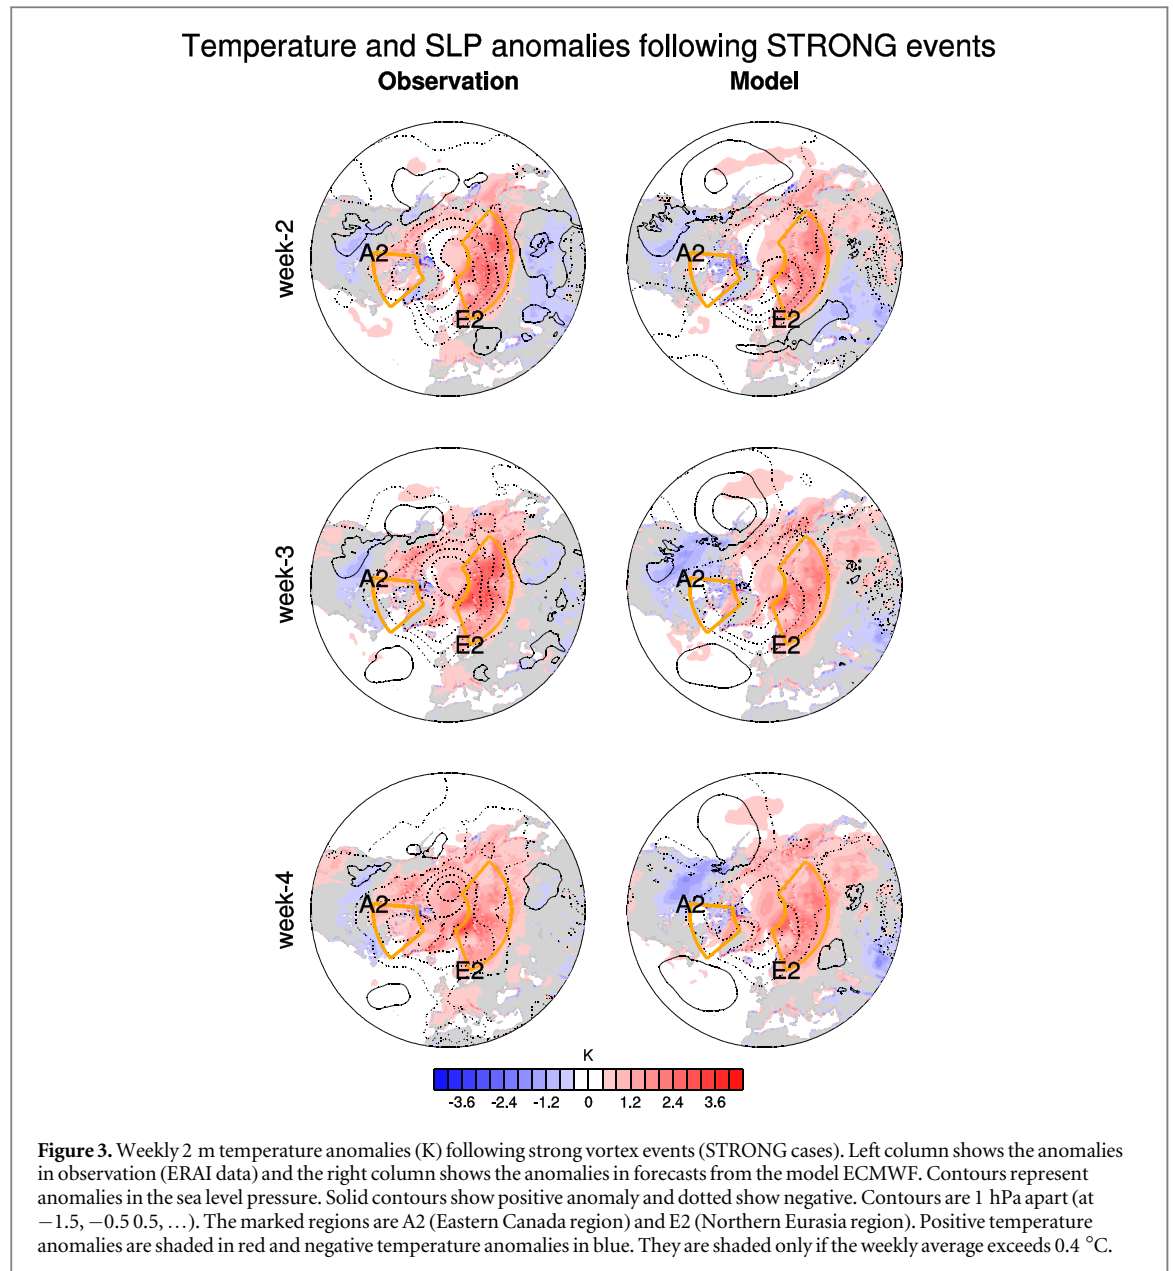 Temperature and SLP anomalies following STRONG events
Observation
Model
week-2
A2
E2
A2
E2
week-3
A2
E2
A2
E2
week-4
A2
E2
A2
E2
K
-3.6 -2.4 -1.2 0 1.2 2.4 3.6
Figure 3. Weekly 2 m temperature anomalies (K) following strong vortex events (STRONG cases). Left column shows the anomalies
in observation (ERAI data) and the right column shows the anomalies in forecasts from the model ECMWF. Contours represent
anomalies in the sea level pressure. Solid contours show positive anomaly and dotted show negative. Contours are 1 hPa apart (at
−1.5, −0.5 0.5, …). The marked regions are A2 (Eastern Canada region) and E2 (Northern Eurasia region). Positive temperature
anomalies are shaded in red and negative temperature anomalies in blue. They are shaded only if the weekly average exceeds 0.4 °C.